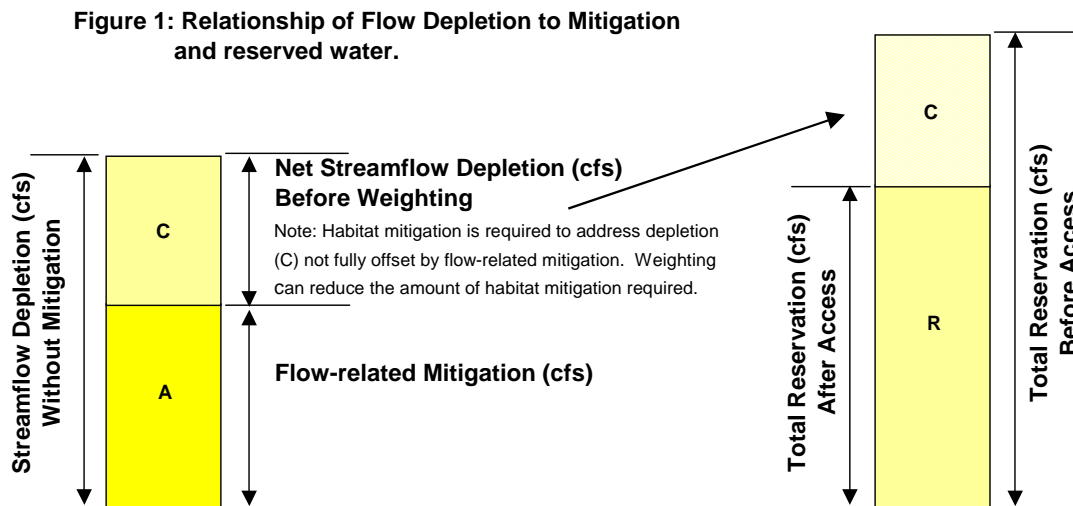 Figure 1: Relationship of Flow Depletion to Mitigation
and reserved water.
Streamflow Depletion (cfs)
Without Mitigation
C
A
Net Streamflow Depletion (cfs)
Before Weighting
Note: Habitat mitigation is required to address depletion
(C) not fully offset by flow-related mitigation. Weighting
can reduce the amount of habitat mitigation required.
Flow-related Mitigation (cfs)
Total Reservation (cfs)
After Access
C
R
Total Reservation (cfs)
Before Access